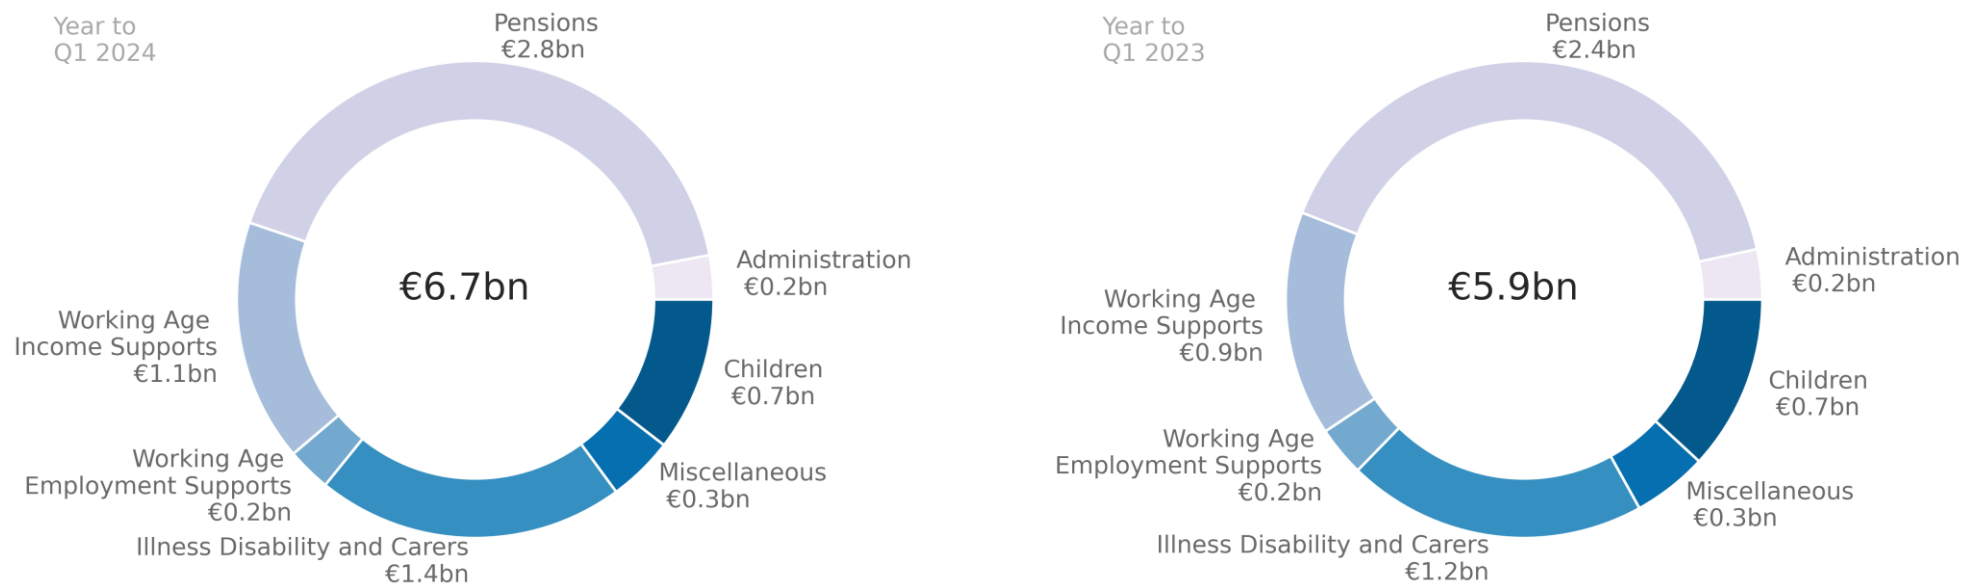 Year to
Q1 2024
Pensions
€2.8bn
Administration
€0.2bn
€6.7bn
Working Age
Income Supports
€1.1bn
Children
€0.7bn
Working Age
Employment Supports
€0.2bn
Miscellaneous
€0.3bn
Illness Disability and Carers
€1.4bn
Year to
Q1 2023
Pensions
€2.4bn
Administration
€0.2bn
€5.9bn
Working Age
Income Supports
€0.9bn
Children
€0.7bn
Working Age
Employment Supports
€0.2bn
Miscellaneous
€0.3bn
Illness Disability and Carers
€1.2bn